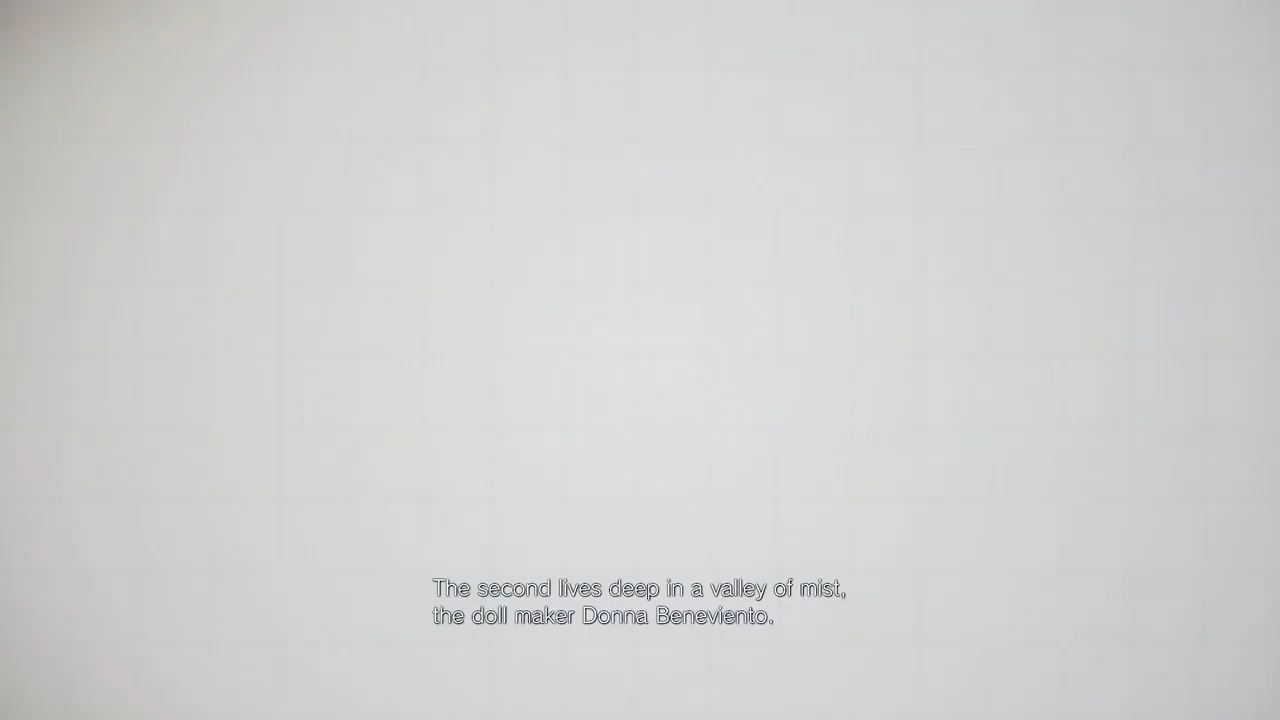 The second lives deep in a valley of mist,
the doll maker Donna Beneviento.